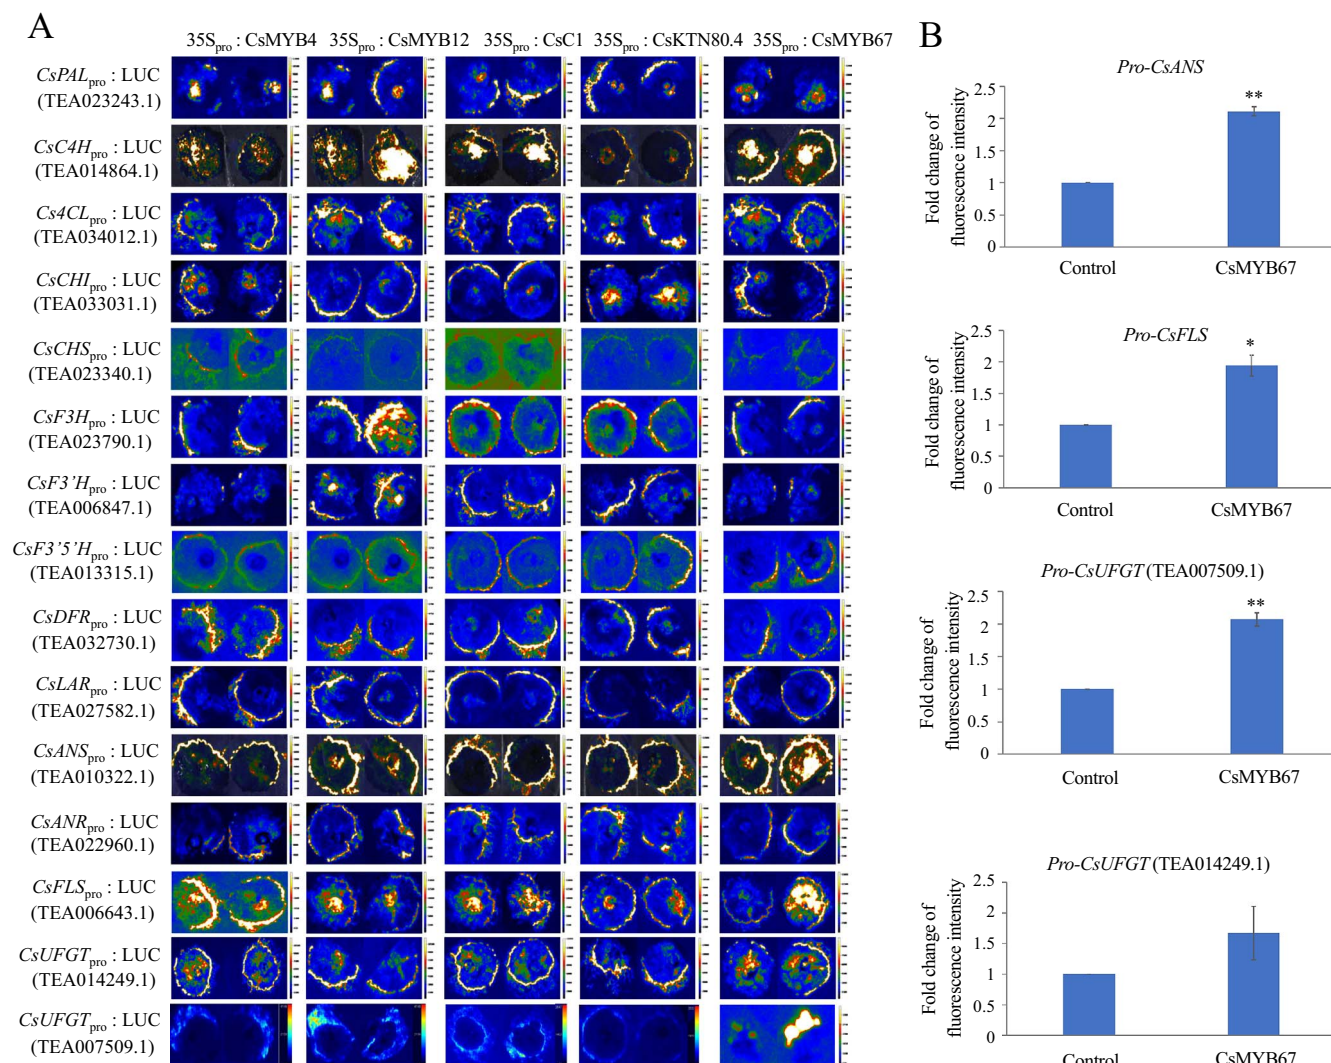 A
35Spro : CsMYB4 35Spro : CsMYB12 35Spro : CsC1 35Spro : CsKTN80.4 35Spro : CsMYB67
CsPALpro : LUC
(TEA023243.1)
CsC4Hpro : LUC
(TEA014864.1)
Cs4CLpro : LUC
(TEA034012.1)
CsCHIpro : LUC
(TEA033031.1)
CsCHSpro : LUC
(TEA023340.1)
CsF3Hpro : LUC
(TEA023790.1)
CsF3’Hpro : LUC
(TEA006847.1)
CsF3’5’Hpro : LUC
(TEA013315.1)
CsDFRpro : LUC
(TEA032730.1)
CsLARpro : LUC
(TEA027582.1)
CsANSpro : LUC
(TEA010322.1)
CsANRpro : LUC
(TEA022960.1)
CsFLSpro : LUC
(TEA006643.1)
CsUFGTpro : LUC
(TEA014249.1)
CsUFGTpro : LUC
(TEA007509.1)
B
Pro-CsANS
Fold change of
fluorescence intensity
2.5
2
1.5
1
0.5
0
**
Control CsMYB67
Pro-CsFLS
Fold change of
fluorescence intensity
2.5
2
1.5
1
0.5
0
*
Control CsMYB67
Pro-CsUFGT (TEA007509.1)
Fold change of
fluorescence intensity
2.5
2
1.5
1
0.5
0
**
Control CsMYB67
Pro-CsUFGT (TEA014249.1)
Fold change of
fluorescence intensity
2.5
2
1.5
1
0.5
0
Control CsMYB67